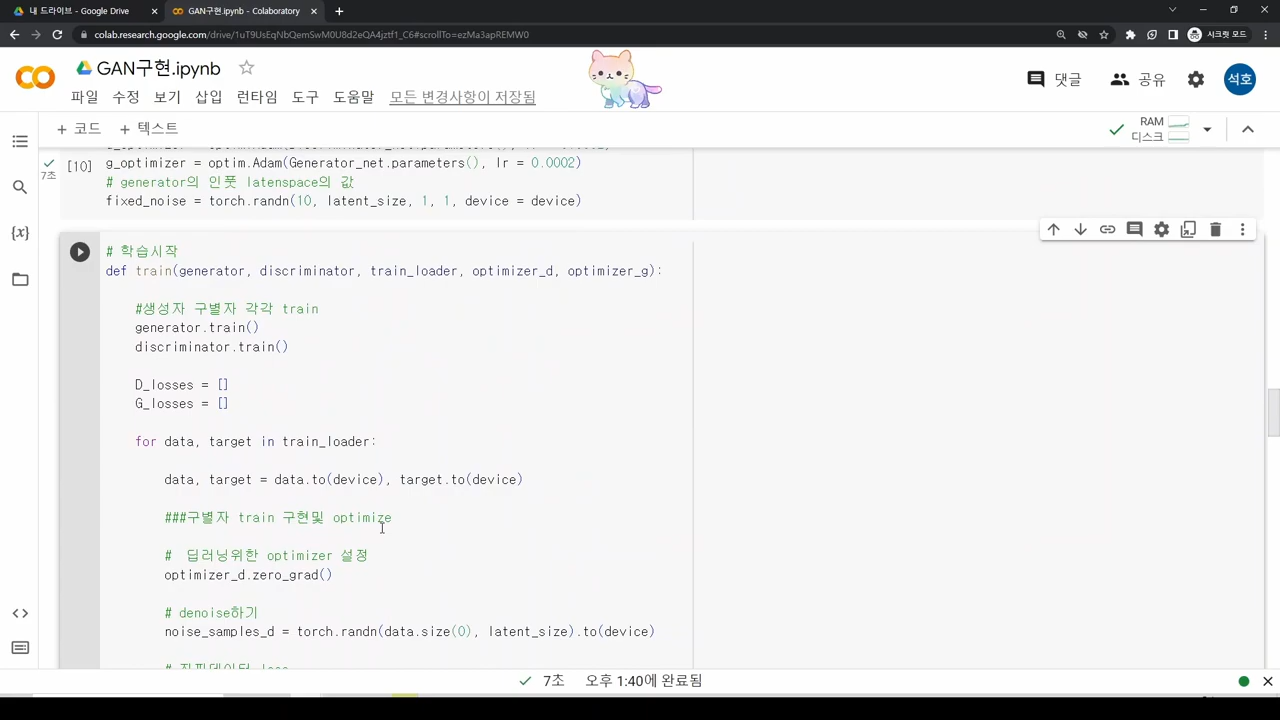 내 드라이브 - Google Drive
GAN구현.ipynb - Colaboratory
colab.research.google.com/drive/1uT9UsEqNbQemSwM0U8d2eQA4jztf1_C6#scrollTo=ezMa3apREMW0
시크릿 모드
GAN구현.ipynb
파일 수정 보기 삽입 런타임 도구 도움말 모든 변경사항이 저장됨
댓글 공유 석호
+ 코드 + 텍스트
RAM
디스크
[10]
7초
g_optimizer = optim.Adam(Generator_net.parameters(), lr = 0.0002)
# generator의 인풋 latenspace의 값
fixed_noise = torch.randn(10, latent_size, 1, 1, device = device)
# 학습시작
def train(generator, discriminator, train_loader, optimizer_d, optimizer_g):
#생성자 구별자 각각 train
generator.train()
discriminator.train()
D_losses = []
G_losses = []
for data, target in train_loader:
data, target = data.to(device), target.to(device)
###구별자 train 구현및 optimize
# 딥러닝위한 optimizer 설정
optimizer_d.zero_grad()
# denoise하기
noise_samples_d = torch.randn(data.size(0), latent_size).to(device)
7초 오후 1:40에 완료됨